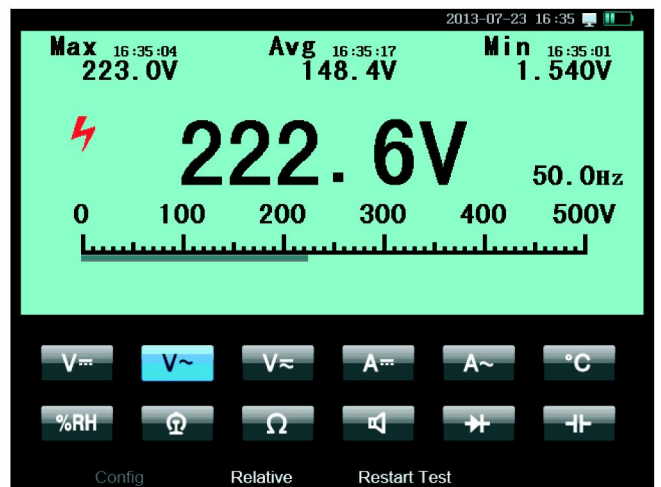 2013-07-23 16:35
Max 16:35:04 Avg 16:35:17 Min 16:35:01
223.0V 148.4V 1.540V
222.6V 50.0Hz
0 100 200 300 400 500V
V⎓ V~ V≂ A⎓ A~ °C
%RH Ω Ω
Config Relative Restart Test